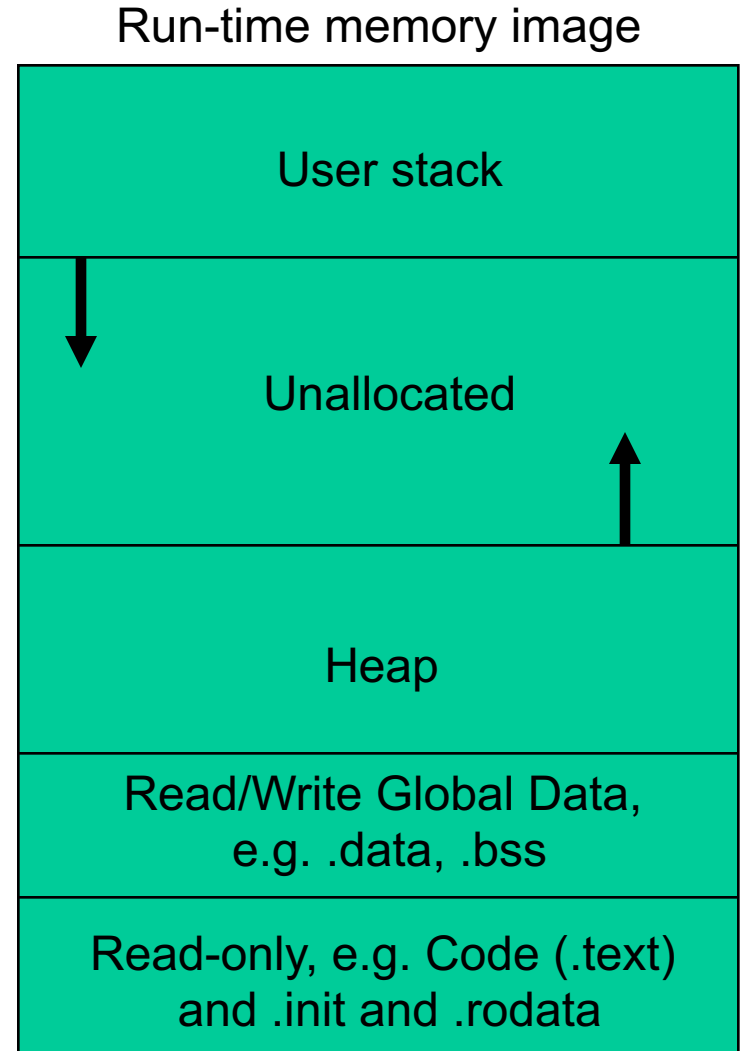 Run-time memory image
User stack
Unallocated
Heap
Read/Write Global Data,
e.g. .data, .bss
Read-only, e.g. Code (.text)
and .init and .rodata